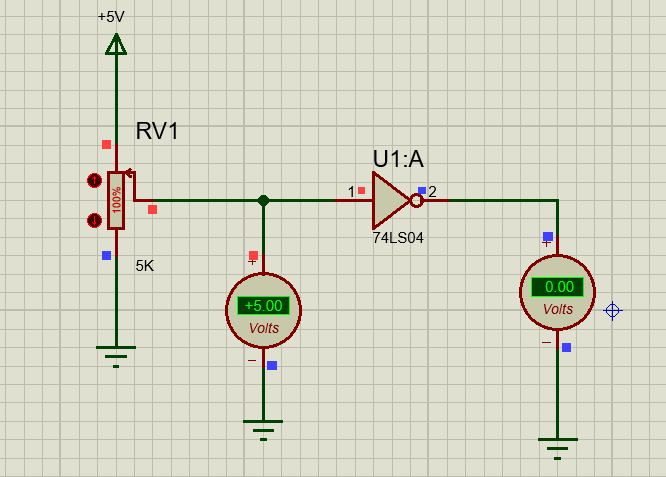 +5V
RV1
100%
5K
U1:A
1
2
74LS04
+
+5.00
Volts
−
+
0.00
Volts
−